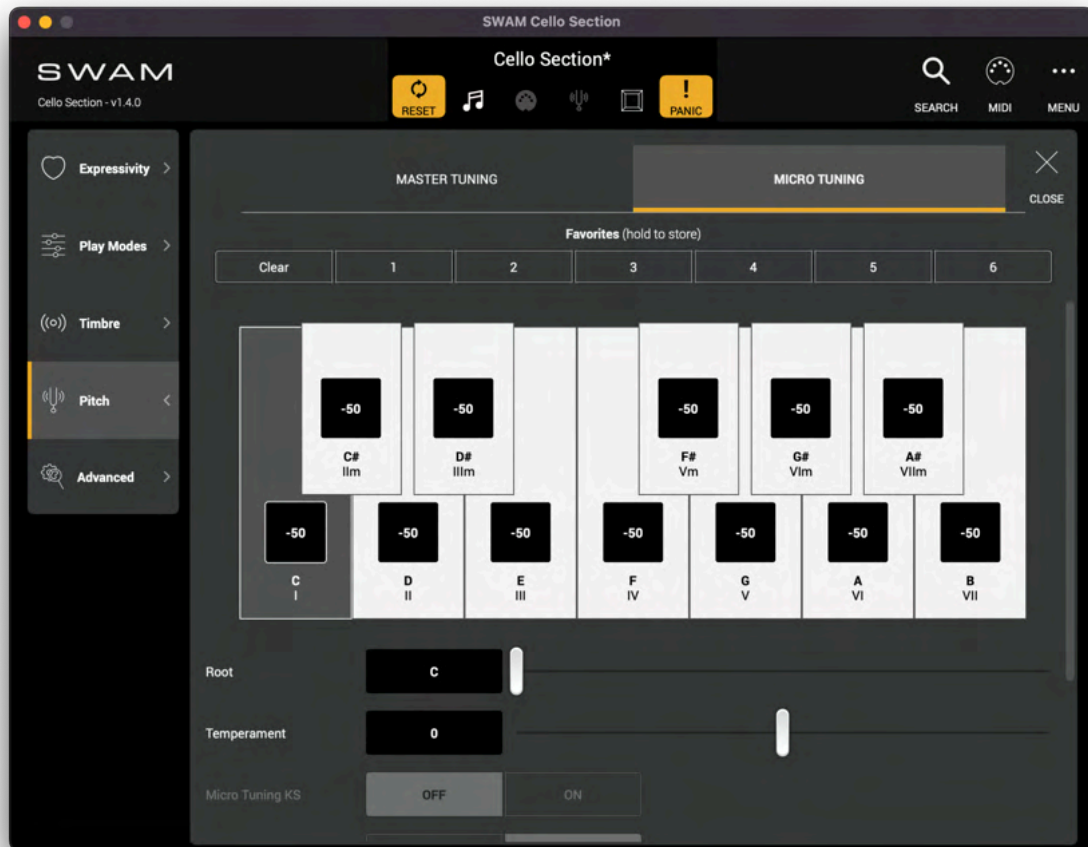 SWAM Cello Section
SWAM
Cello Section - v1.4.0
Cello Section*
RESET
PANIC
SEARCH
MIDI
MENU
Expressivity
Play Modes
Timbre
Pitch
Advanced
MASTER TUNING
MICRO TUNING
CLOSE
Favorites (hold to store)
Clear 1 2 3 4 5 6
-50 -50 -50 -50 -50
C# D# F# G# A#
IIm IIIm Vm VIm VIIm
-50 -50 -50 -50 -50 -50 -50
C D E F G A B
I II III IV V VI VII
Root C
Temperament 0
Micro Tuning KS OFF ON